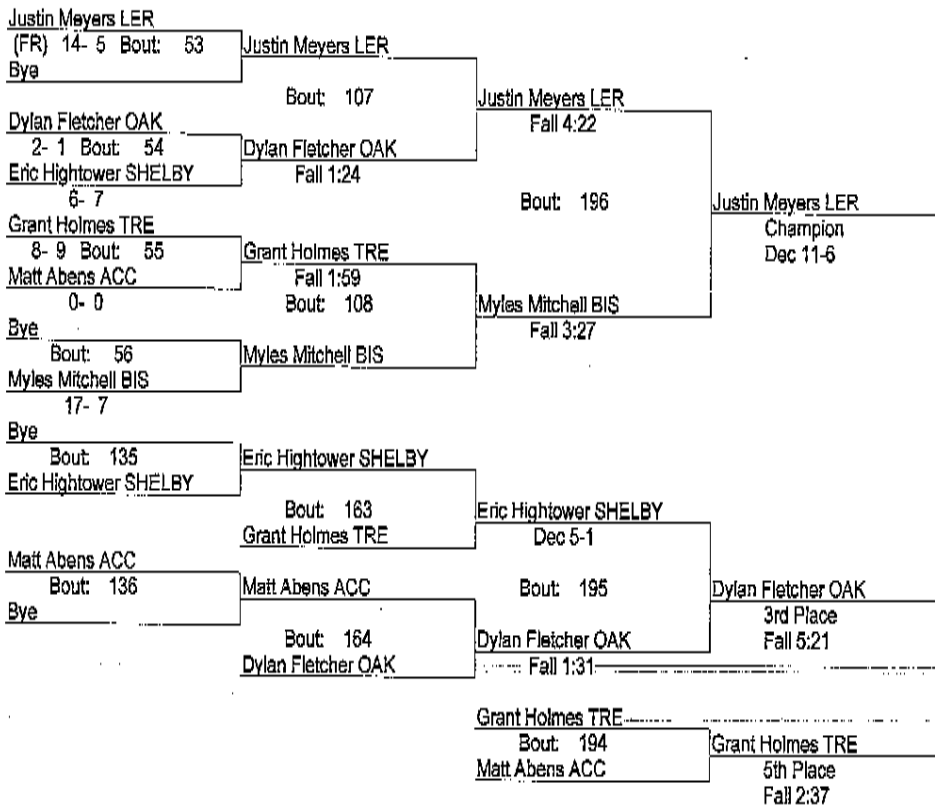 Justin Meyers LER
(FR) 14- 5 Bout: 53
Bye
Justin Meyers LER
Bout: 107
Justin Meyers LER
Fall 4:22
Dylan Fletcher OAK
2- 1 Bout: 54
Eric Hightower SHELBY
6- 7
Dylan Fletcher OAK
Fall 1:24
Bout: 196
Justin Meyers LER
Champion
Dec 11-6
Grant Holmes TRE
8- 9 Bout: 55
Matt Abens ACC
0- 0
Grant Holmes TRE
Fall 1:59
Bout: 108
Myles Mitchell BIS
Fall 3:27
Bye
Bout: 56
Myles Mitchell BIS
17- 7
Myles Mitchell BIS
Bye
Bout: 135
Eric Hightower SHELBY
Eric Hightower SHELBY
Bout: 163
Grant Holmes TRE
Eric Hightower SHELBY
Dec 5-1
Matt Abens ACC
Bout: 136
Bye
Matt Abens ACC
Bout: 164
Dylan Fletcher OAK
Bout: 195
Dylan Fletcher OAK
Fall 1:31
Dylan Fletcher OAK
3rd Place
Fall 5:21
Grant Holmes TRE
Bout: 194
Matt Abens ACC
Grant Holmes TRE
5th Place
Fall 2:37